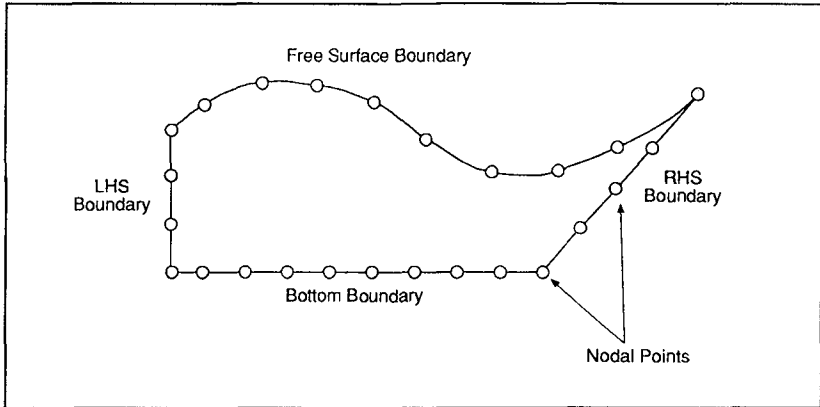 Free Surface Boundary
LHS
Boundary
RHS
Boundary
Bottom Boundary
Nodal Points